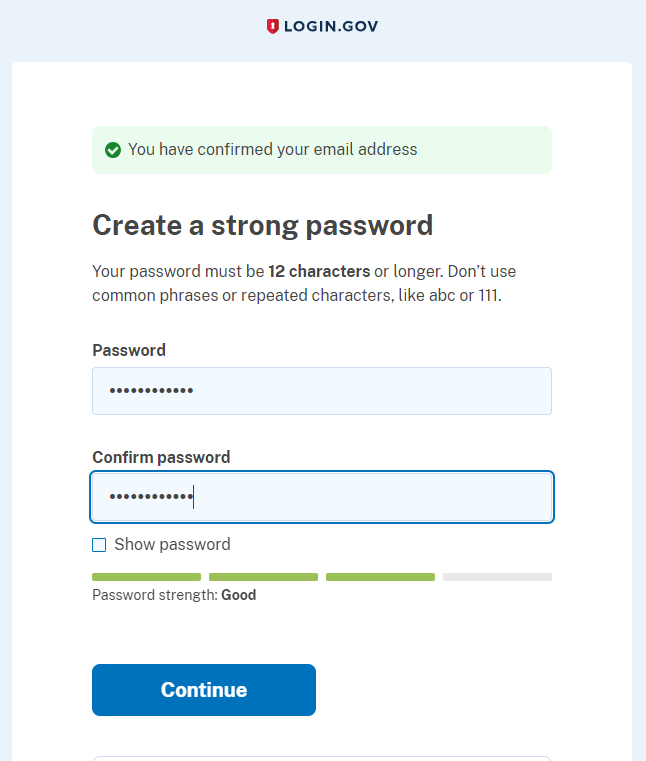 LOGIN.GOV
You have confirmed your email address
Create a strong password
Your password must be 12 characters or longer. Don’t use
common phrases or repeated characters, like abc or 111.
Password
••••••••••••
Confirm password
••••••••••••
Show password
Password strength: Good
Continue